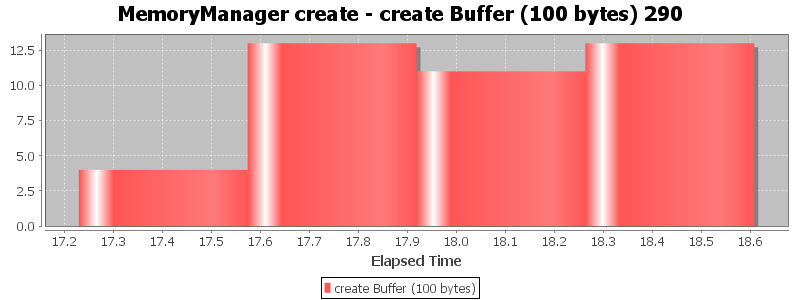 MemoryManager create - create Buffer (100 bytes) 290
12.5
10.0
7.5
5.0
2.5
0.0
17.2 17.3 17.4 17.5 17.6 17.7 17.8 17.9 18.0 18.1 18.2 18.3 18.4 18.5 18.6
Elapsed Time
create Buffer (100 bytes)